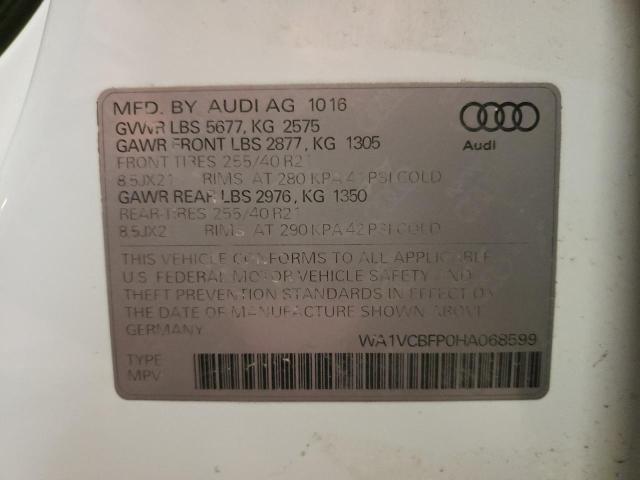 MFD. BY AUDI AG 1016
GVWR LBS 5677, KG 2575
GAWR FRONT LBS 2877, KG 1305
FRONT TIRES 255/40 R21
8.5JX21 RIMS AT 280 KPA 41 PSI COLD
GAWR REAR LBS 2976, KG 1350
REAR TIRES 255/40 R21
8.5JX2 RIMS AT 290 KPA 42 PSI COLD
Audi
THIS VEHICLE CONFORMS TO ALL APPLICABLE
U.S. FEDERAL MOTOR VEHICLE SAFETY AND
THEFT PREVENTION STANDARDS IN EFFECT ON
THE DATE OF MANUFACTURE SHOWN ABOVE
GERMANY
WA1VCBFP0HA068599
TYPE
MPV